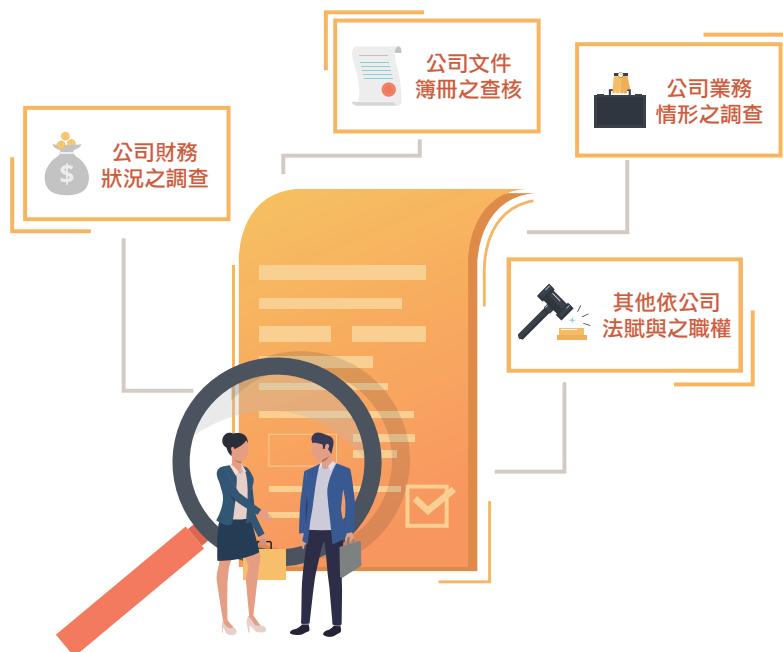 公司文件
簿冊之查核
公司業務
情形之調查
公司財務
狀況之調查
$
其他依公司
法賦與之職權